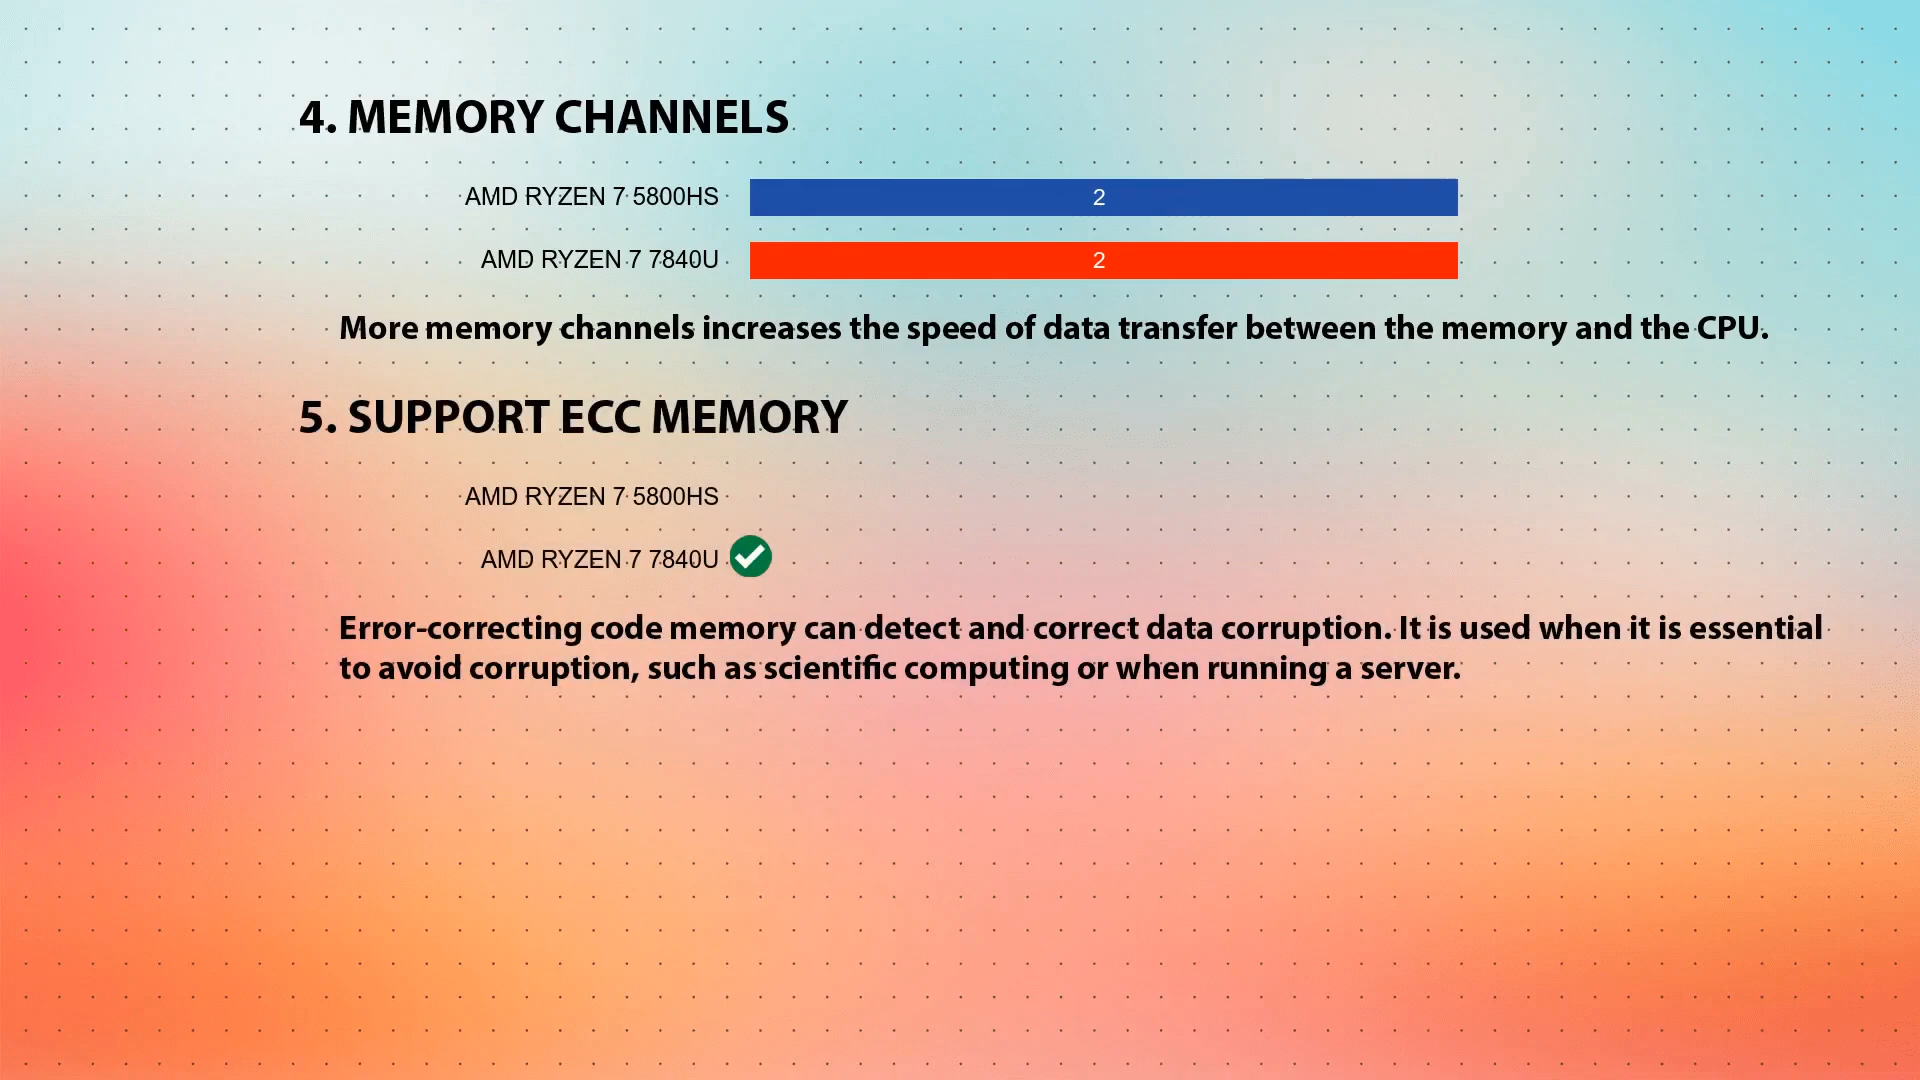 4. MEMORY CHANNELS
AMD RYZEN 7 5800HS
2
AMD RYZEN 7 7840U
2
More memory channels increases the speed of data transfer between the memory and the CPU.
5. SUPPORT ECC MEMORY
AMD RYZEN 7 5800HS
AMD RYZEN 7 7840U
Error-correcting code memory can detect and correct data corruption. It is used when it is essential
to avoid corruption, such as scientific computing or when running a server.